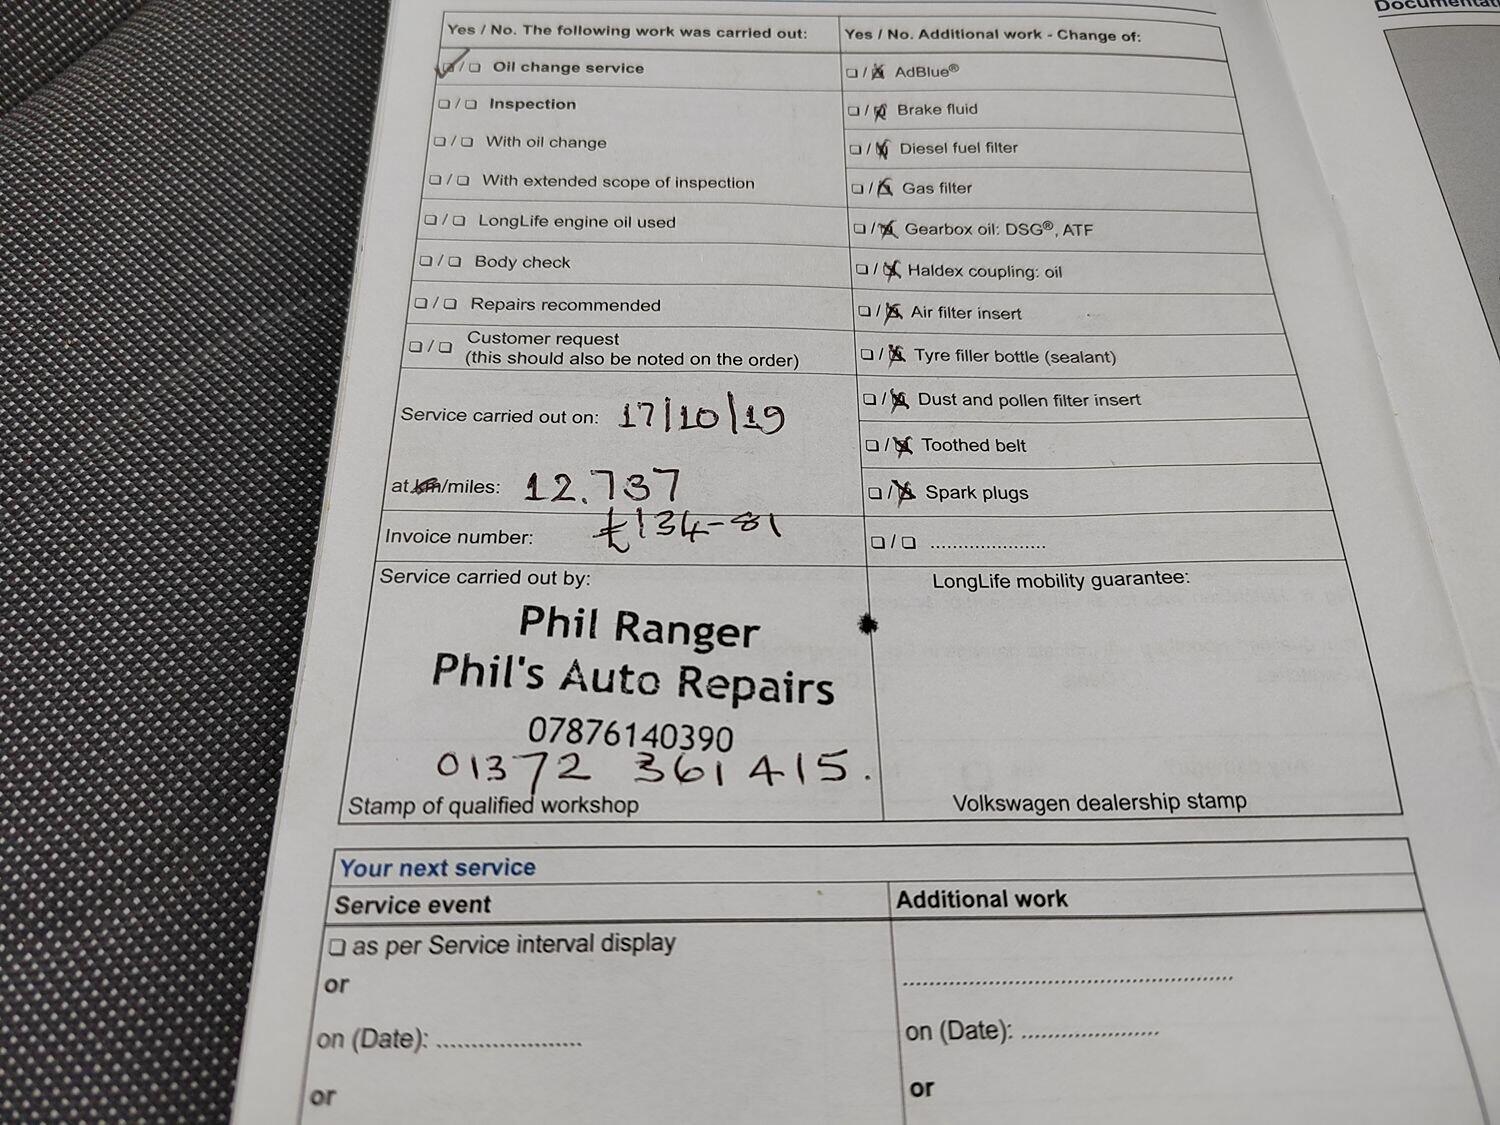 Documentat
Yes / No. The following work was carried out:
☑ / ❑ Oil change service
❑ / ❑ Inspection
❑ / ❑ With oil change
❑ / ❑ With extended scope of inspection
❑ / ❑ LongLife engine oil used
❑ / ❑ Body check
❑ / ❑ Repairs recommended
❑ / ❑ Customer request
(this should also be noted on the order)
Service carried out on: 17/10/19
at km/miles: 12.737
Invoice number: £134-81
Service carried out by:
Phil Ranger
Phil's Auto Repairs
07876140390
01372 361415.
Stamp of qualified workshop
Yes / No. Additional work - Change of:
❑ / ☒ AdBlue®
❑ / ☒ Brake fluid
❑ / ☒ Diesel fuel filter
❑ / ☒ Gas filter
❑ / ☒ Gearbox oil: DSG®, ATF
❑ / ☒ Haldex coupling: oil
❑ / ☒ Air filter insert
❑ / ☒ Tyre filler bottle (sealant)
❑ / ☒ Dust and pollen filter insert
❑ / ☒ Toothed belt
❑ / ☒ Spark plugs
❑ / ❑ .....................
LongLife mobility guarantee:
Volkswagen dealership stamp
Your next service
Service event
❑ as per Service interval display
or
on (Date): .....................
or
Additional work
..................................................
on (Date): ....................
or